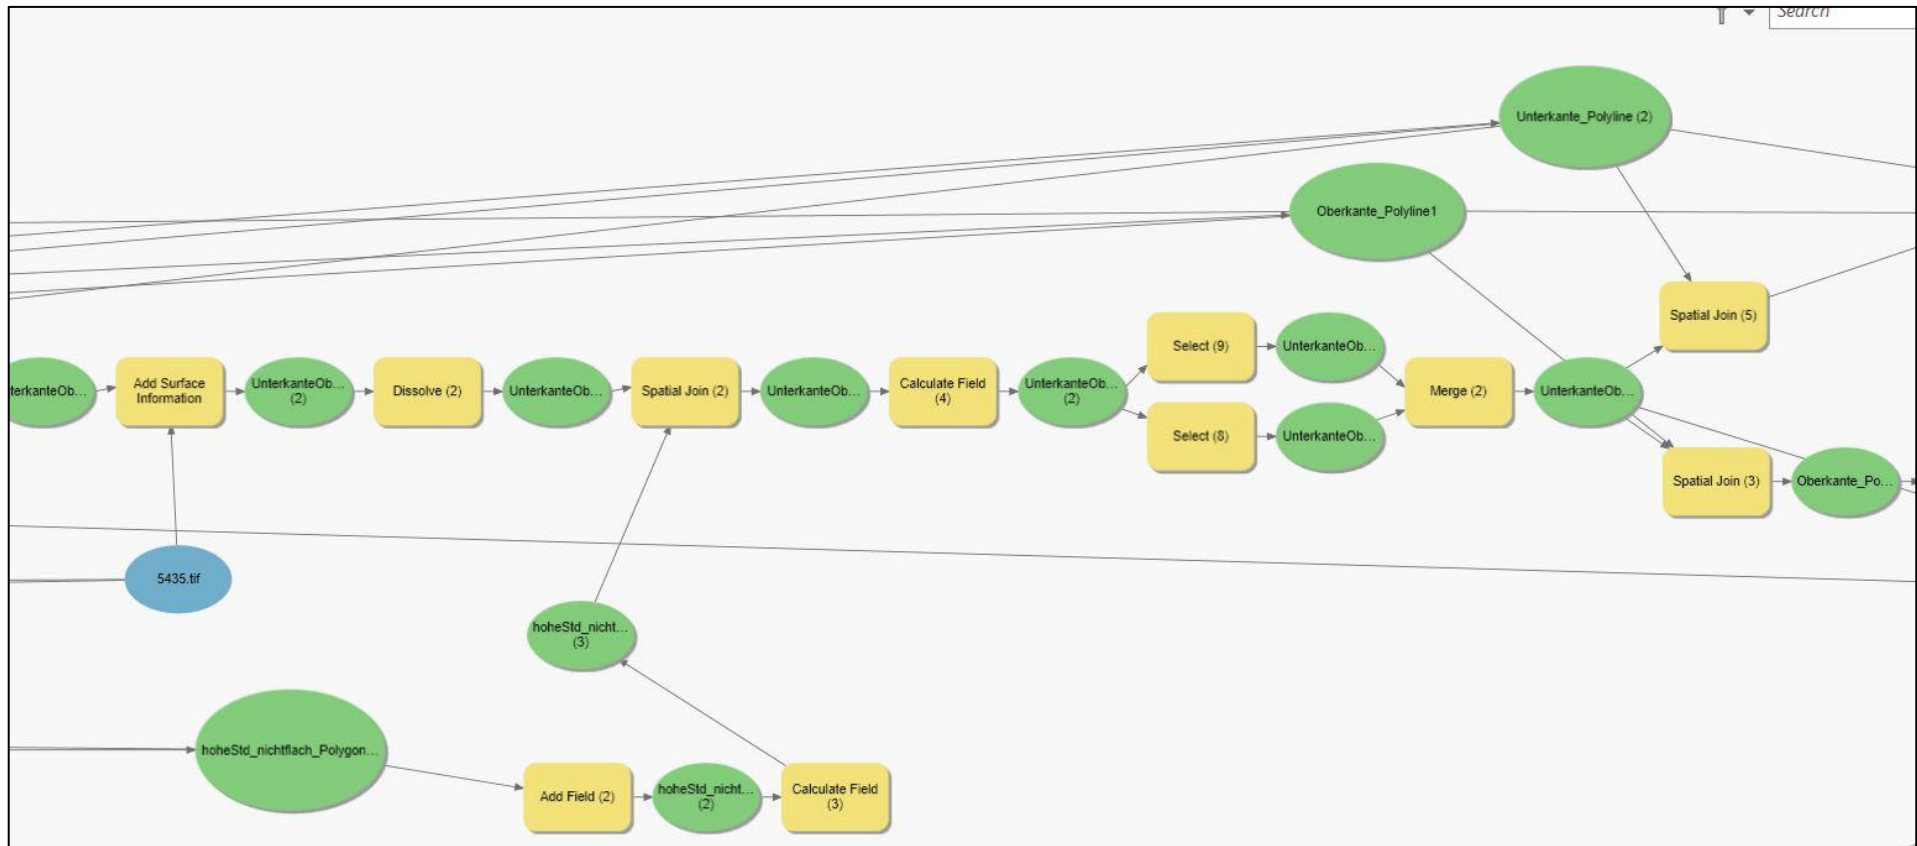 Search
Unterkante_Polyline (2)
Oberkante_Polyline1
Spatial Join (5)
terkanteOb...
Add Surface
Information
UnterkanteOb...
(2)
Dissolve (2)
UnterkanteOb...
Spatial Join (2)
UnterkanteOb...
Calculate Field
(4)
UnterkanteOb...
(2)
Select (9)
UnterkanteOb...
Select (8)
UnterkanteOb...
Merge (2)
UnterkanteOb...
Spatial Join (3)
Oberkante_Po...
5435.tif
hoheStd_nicht...
(3)
hoheStd_nichtflach_Polygon...
Add Field (2)
hoheStd_nicht...
(2)
Calculate Field
(3)